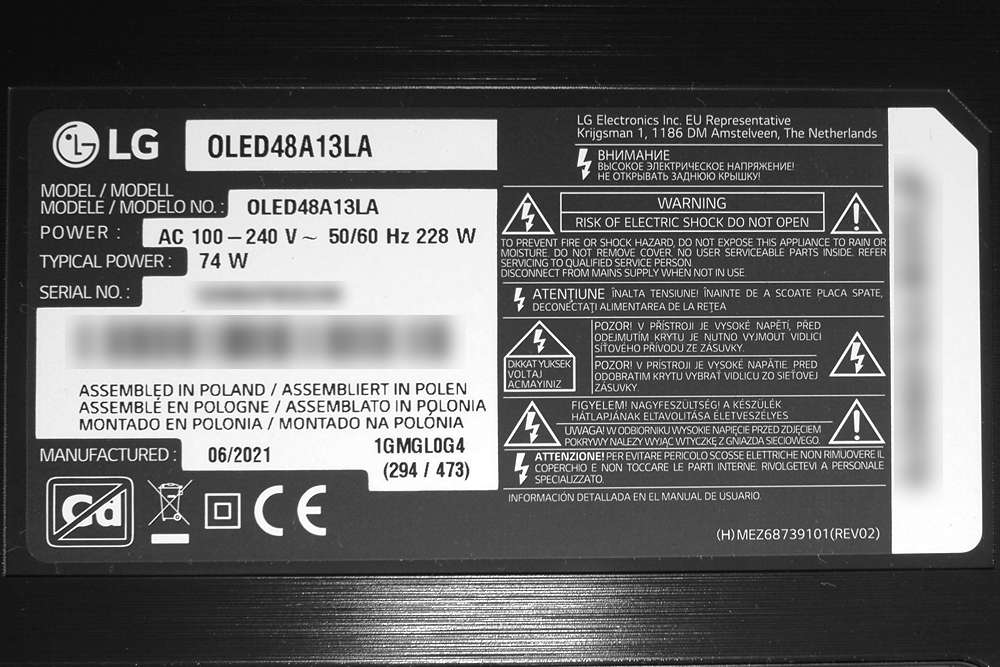 LG
OLED48A13LA
MODEL / MODELL
MODELE / MODELO NO. :
OLED48A13LA
POWER :
AC 100 – 240 V ~ 50/60 Hz 228 W
TYPICAL POWER :
74 W
SERIAL NO. :
ASSEMBLED IN POLAND / ASSEMBLIERT IN POLEN
ASSEMBLÉ EN POLOGNE / ASSEMBLATO IN POLONIA
MONTADO EN POLONIA / MONTADO NA POLÓNIA
MANUFACTURED :
06/2021
1GMGL0G4
(294 / 473)
Cd
CE
LG Electronics Inc. EU Representative
Krijgsman 1, 1186 DM Amstelveen, The Netherlands
ВНИМАНИЕ
ВЫСОКОЕ ЭЛЕКТРИЧЕСКОЕ НАПРЯЖЕНИЕ!
НЕ ОТКРЫВАТЬ ЗАДНЮЮ КРЫШКУ!
WARNING
RISK OF ELECTRIC SHOCK DO NOT OPEN
TO PREVENT FIRE OR SHOCK HAZARD, DO NOT EXPOSE THIS APPLIANCE TO RAIN OR
MOISTURE. DO NOT REMOVE COVER, NO USER SERVICEABLE PARTS INSIDE. REFER
SERVICING TO QUALIFIED SERVICE PERSON.
DISCONNECT FROM MAINS SUPPLY WHEN NOT IN USE.
ATENȚIUNE ÎNALTA TENSIUNE! ÎNAINTE DE A SCOATE PLACA SPATE,
DECONECTAȚI ALIMENTAREA DE LA REȚEA
DİKKAT YUKSEK
VOLTAJ
ACMAYINIZ
POZOR! V PŘÍSTROJI JE VYSOKÉ NAPĚTÍ, PŘED
ODEJMUTÍM KRYTU JE NUTNO VYJMOUT VIDLICI
SÍŤOVÉHO PŘÍVODU ZE ZÁSUVKY.
POZOR! V PRÍSTROJI JE VYSOKÉ NAPÄTIE. PRED
ODOBRATIM KRYTU VYBRAŤ VIDLICU ZO SIEŤOVEJ
ZÁSUVKY.
FIGYELEM! NAGYFESZÜLTSÉG! A KÉSZÜLÉK
HÁTLAPJÁNAK ELTÁVOLÍTÁSA ÉLETVESZÉLYES
UWAGA! W ODBIORNIKU WYSOKIE NAPIĘCIE PRZED ZDJĘCIEM
POKRYWY NALEŻY WYJĄĆ WTYCZKĘ Z GNIAZDA SIECIOWEGO.
ATTENZIONE! PER EVITARE PERICOLO SCOSSE ELETTRICHE NON RIMUOVERE IL
COPERCHIO E NON TOCCARE LE PARTI INTERNE. RIVOLGETEVI A PERSONALE
SPECIALIZZATO.
INFORMACIÓN DETALLADA EN EL MANUAL DE USUARIO.
(H)MEZ68739101(REV02)